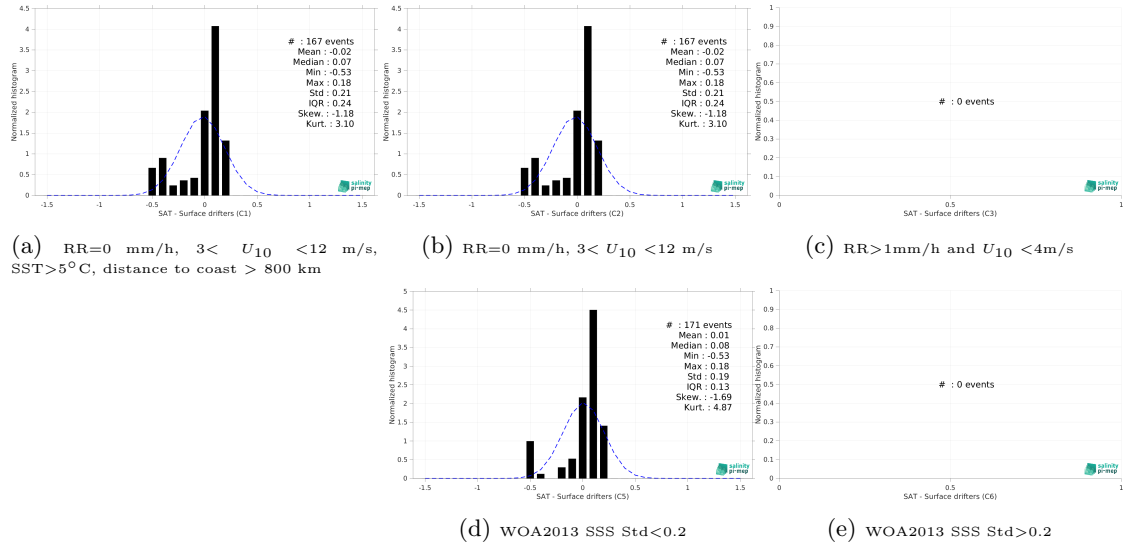 4.5
4
3.5
3
2.5
2
1.5
1
0.5
0
-1.5 -1 -0.5 0 0.5 1 1.5
Normalized histogram
SAT - Surface drifters (C1)
# : 167 events
Mean : -0.02
Median : 0.07
Min : -0.53
Max : 0.18
Std : 0.21
IQR : 0.24
Skew. : -1.18
Kurt. : 3.10
salinity
pi-mep
(a) RR=0 mm/h, 3< U10 <12 m/s,
SST>5°C, distance to coast > 800 km
4.5
4
3.5
3
2.5
2
1.5
1
0.5
0
-1.5 -1 -0.5 0 0.5 1 1.5
Normalized histogram
SAT - Surface drifters (C2)
# : 167 events
Mean : -0.02
Median : 0.07
Min : -0.53
Max : 0.18
Std : 0.21
IQR : 0.24
Skew. : -1.18
Kurt. : 3.10
salinity
pi-mep
(b) RR=0 mm/h, 3< U10 <12 m/s
1
0.9
0.8
0.7
0.6
0.5
0.4
0.3
0.2
0.1
0
0 0.5 1
Normalized histogram
SAT - Surface drifters (C3)
# : 0 events
salinity
pi-mep
(c) RR>1mm/h and U10 <4m/s
5
4.5
4
3.5
3
2.5
2
1.5
1
0.5
0
-1.5 -1 -0.5 0 0.5 1 1.5
Normalized histogram
SAT - Surface drifters (C5)
# : 171 events
Mean : 0.01
Median : 0.08
Min : -0.53
Max : 0.18
Std : 0.19
IQR : 0.13
Skew. : -1.69
Kurt. : 4.87
salinity
pi-mep
(d) WOA2013 SSS Std<0.2
1
0.9
0.8
0.7
0.6
0.5
0.4
0.3
0.2
0.1
0
0 0.5 1
Normalized histogram
SAT - Surface drifters (C6)
# : 0 events
salinity
pi-mep
(e) WOA2013 SSS Std>0.2